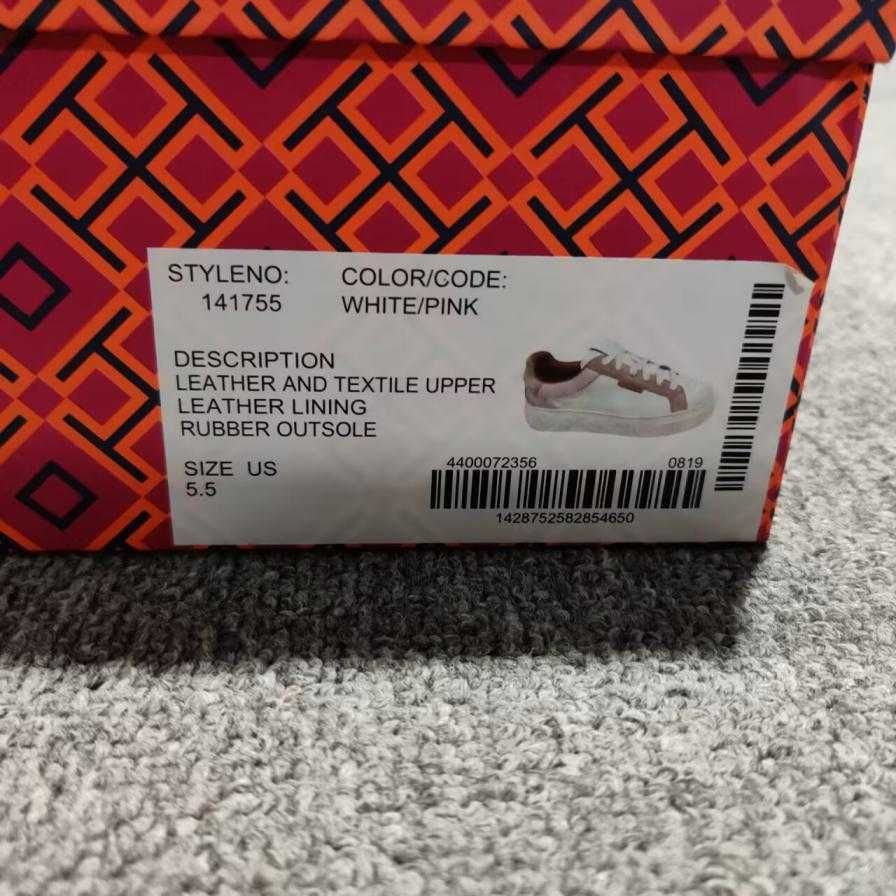 STYLENO: COLOR/CODE:
141755 WHITE/PINK
DESCRIPTION
LEATHER AND TEXTILE UPPER
LEATHER LINING
RUBBER OUTSOLE
SIZE US
5.5
4400072356 0819
1428752582854650